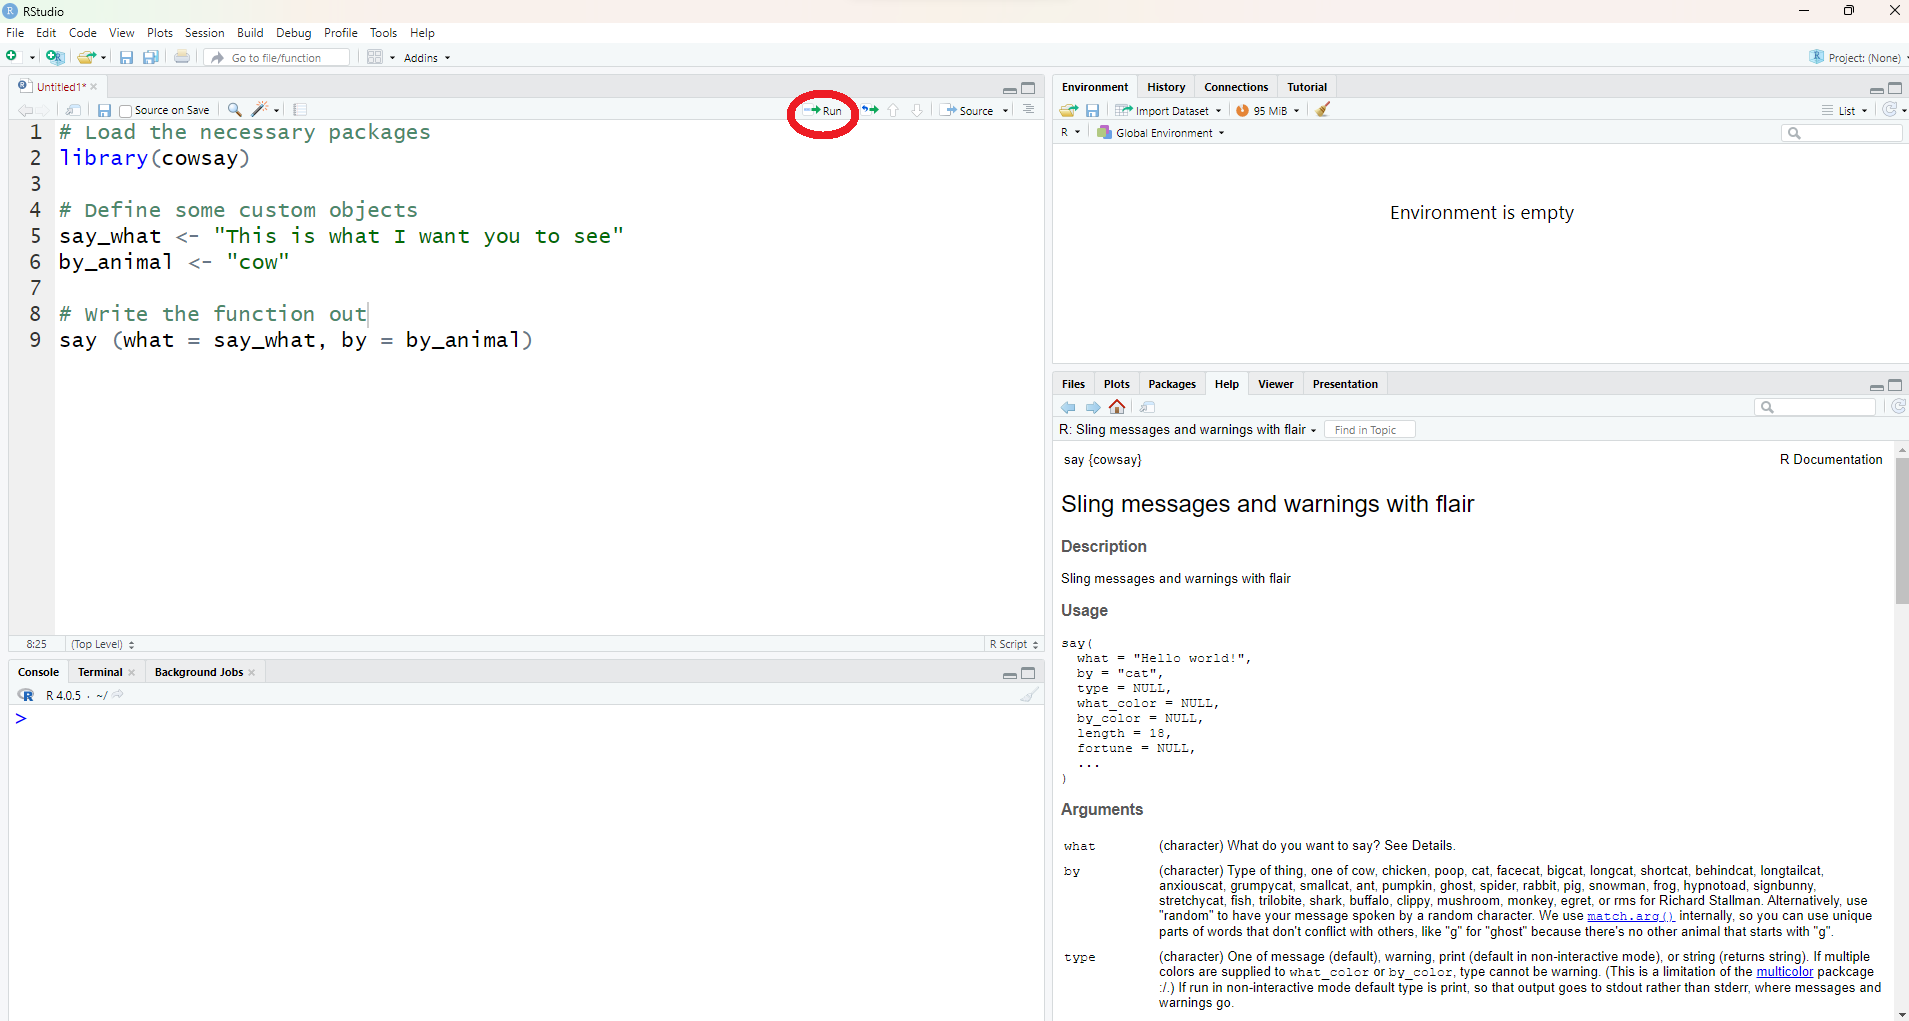 RStudio
File Edit Code View Plots Session Build Debug Profile Tools Help
Go to file/function Addins Project: (None)
Untitled1*
Source on Save Run Source
1 # Load the necessary packages
2 library(cowsay)
3
4 # Define some custom objects
5 say_what <- "This is what I want you to see"
6 by_animal <- "cow"
7
8 # Write the function out
9 say (what = say_what, by = by_animal)
8:25 (Top Level) R Script
Console Terminal Background Jobs
R 4.0.5 · ~/
>
Environment History Connections Tutorial
Import Dataset 95 MiB List
R Global Environment
Environment is empty
Files Plots Packages Help Viewer Presentation
R: Sling messages and warnings with flair Find in Topic
say {cowsay} R Documentation
Sling messages and warnings with flair
Description
Sling messages and warnings with flair
Usage
say(
what = "Hello world!",
by = "cat",
type = NULL,
what_color = NULL,
by_color = NULL,
length = 18,
fortune = NULL,
...
)
Arguments
what (character) What do you want to say? See Details.
by (character) Type of thing, one of cow, chicken, poop, cat, facecat, bigcat, longcat, shortcat, behindcat, longtailcat,
anxiouscat, grumpycat, smallcat, ant, pumpkin, ghost, spider, rabbit, pig, snowman, frog, hypnotoad, signbunny,
stretchycat, fish, trilobite, shark, buffalo, clippy, mushroom, monkey, egret, or rms for Richard Stallman. Alternatively, use
"random" to have your message spoken by a random character. We use match.arg() internally, so you can use unique
parts of words that don't conflict with others, like "g" for "ghost" because there's no other animal that starts with "g".
type (character) One of message (default), warning, print (default in non-interactive mode), or string (returns string). If multiple
colors are supplied to what_color or by_color, type cannot be warning. (This is a limitation of the multicolor packcage
:/.) If run in non-interactive mode default type is print, so that output goes to stdout rather than stderr, where messages and
warnings go.